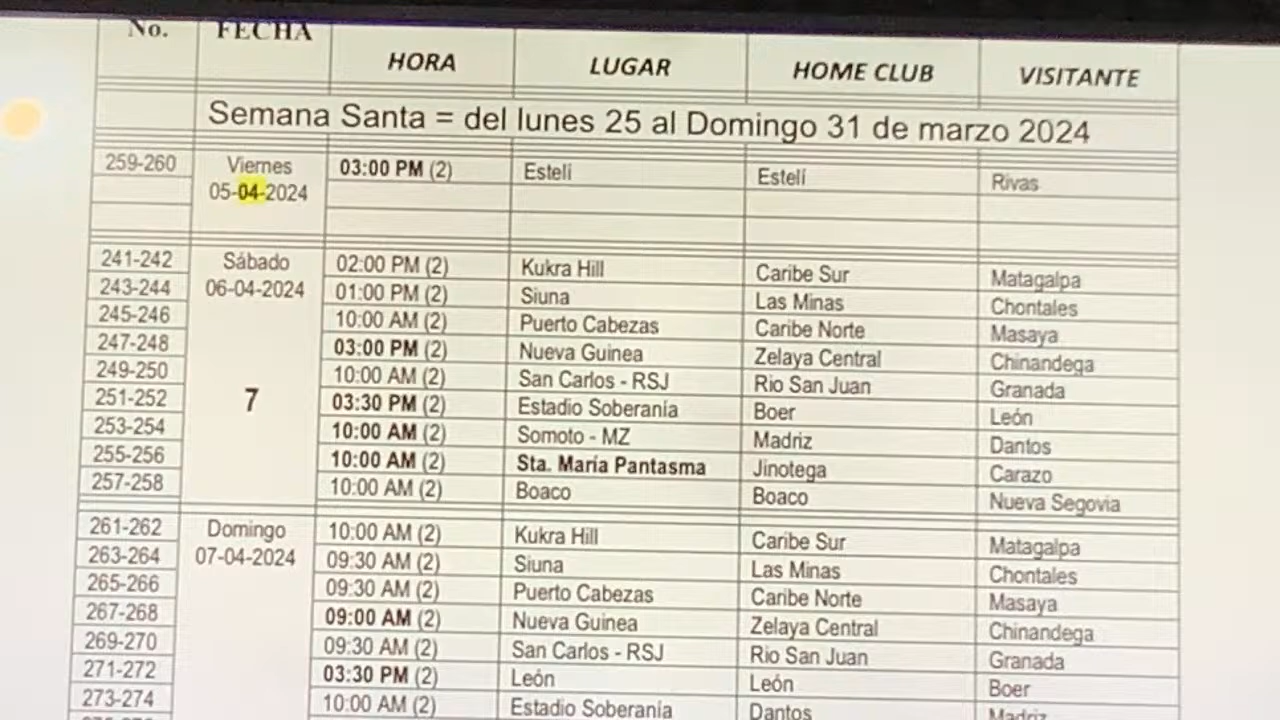 No. FECHA HORA LUGAR HOME CLUB VISITANTE
Semana Santa = del lunes 25 al Domingo 31 de marzo 2024
259-260 Viernes 03:00 PM (2) Estelí Estelí Rivas
05-04-2024
241-242 Sábado 02:00 PM (2) Kukra Hill Caribe Sur Matagalpa
243-244 06-04-2024 01:00 PM (2) Siuna Las Minas Chontales
245-246 10:00 AM (2) Puerto Cabezas Caribe Norte Masaya
247-248 03:00 PM (2) Nueva Guinea Zelaya Central Chinandega
249-250 10:00 AM (2) San Carlos - RSJ Rio San Juan Granada
251-252 7 03:30 PM (2) Estadio Soberanía Boer León
253-254 10:00 AM (2) Somoto - MZ Madriz Dantos
255-256 10:00 AM (2) Sta. María Pantasma Jinotega Carazo
257-258 10:00 AM (2) Boaco Boaco Nueva Segovia
261-262 Domingo 10:00 AM (2) Kukra Hill Caribe Sur Matagalpa
263-264 07-04-2024 09:30 AM (2) Siuna Las Minas Chontales
265-266 09:30 AM (2) Puerto Cabezas Caribe Norte Masaya
267-268 09:00 AM (2) Nueva Guinea Zelaya Central Chinandega
269-270 09:30 AM (2) San Carlos - RSJ Rio San Juan Granada
271-272 03:30 PM (2) León León Boer
273-274 10:00 AM (2) Estadio Soberanía Dantos Madriz